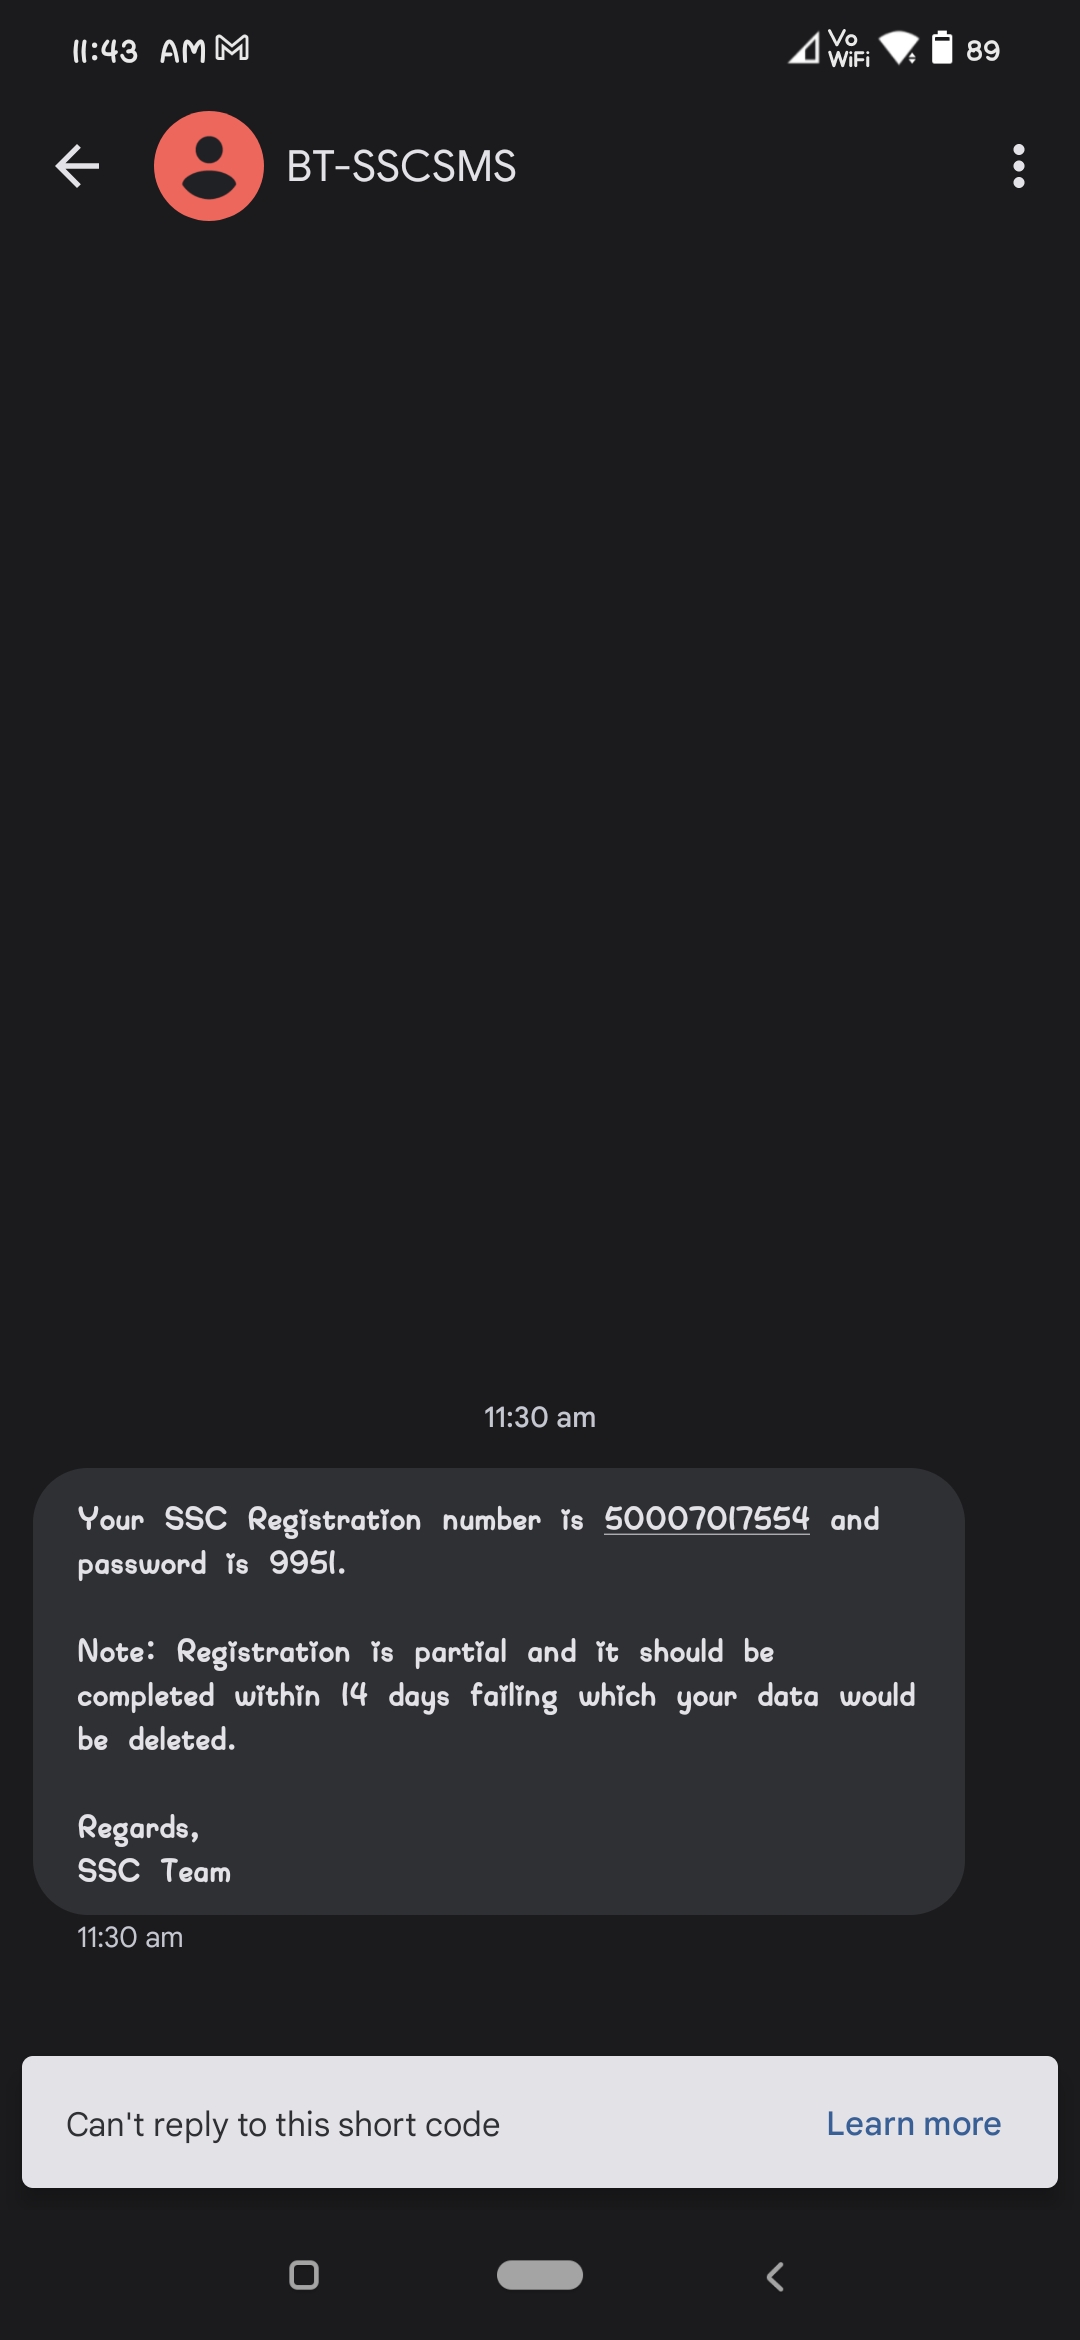 11:43 AM
Vo
WiFi
89
BT-SSCSMS
11:30 am
Your SSC Registration number is 50007017554 and
password is 9951.
Note: Registration is partial and it should be
completed within 14 days failing which your data would
be deleted.
Regards,
SSC Team
11:30 am
Can't reply to this short code
Learn more